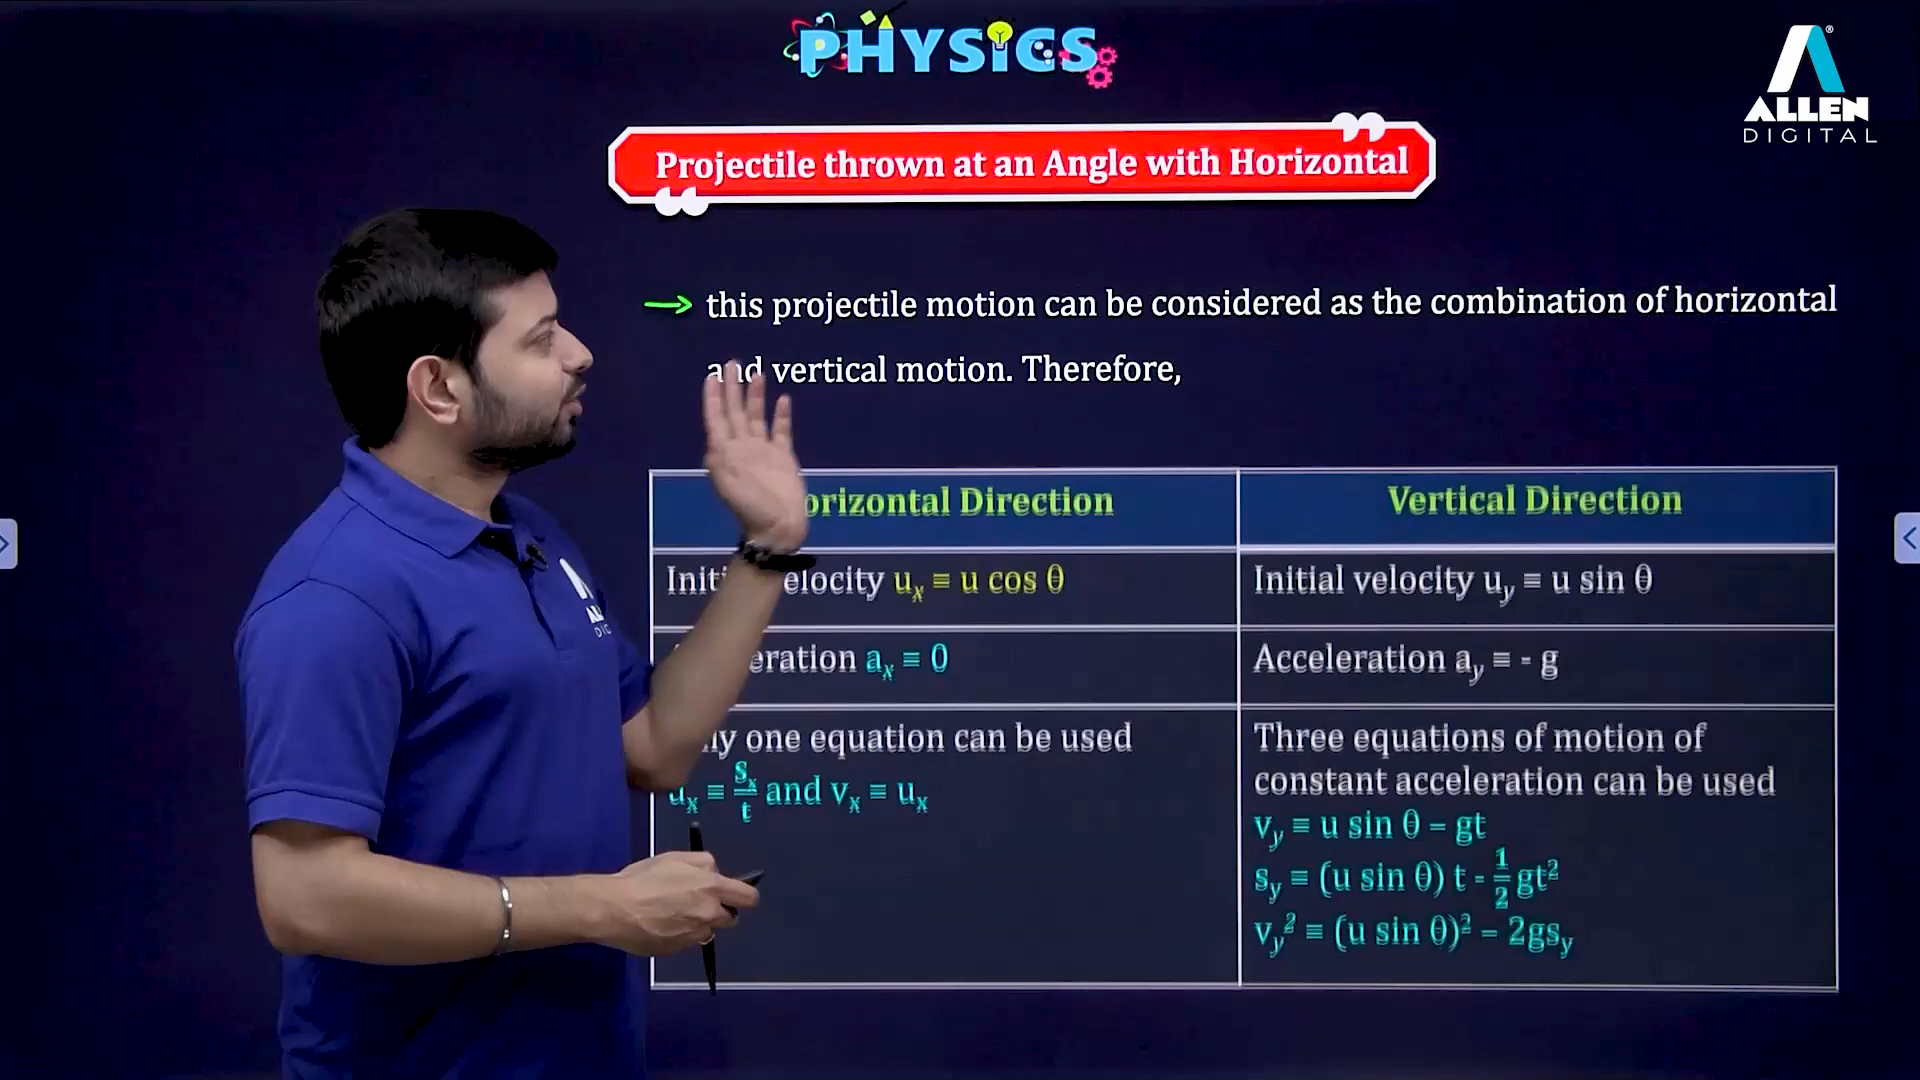 PHYSICS
ALLEN
DIGITAL
Projectile thrown at an Angle with Horizontal
this projectile motion can be considered as the combination of horizontal
and vertical motion. Therefore,
orizontal Direction
Vertical Direction
Initi elocity uₓ = u cos θ
Initial velocity u_y = u sin θ
eration aₓ = 0
Acceleration a_y = - g
ly one equation can be used
uₓ = sₓ/t and vₓ = uₓ
Three equations of motion of
constant acceleration can be used
v_y = u sin θ – gt
s_y = (u sin θ) t - 1/2 gt²
v_y² = (u sin θ)² – 2gs_y